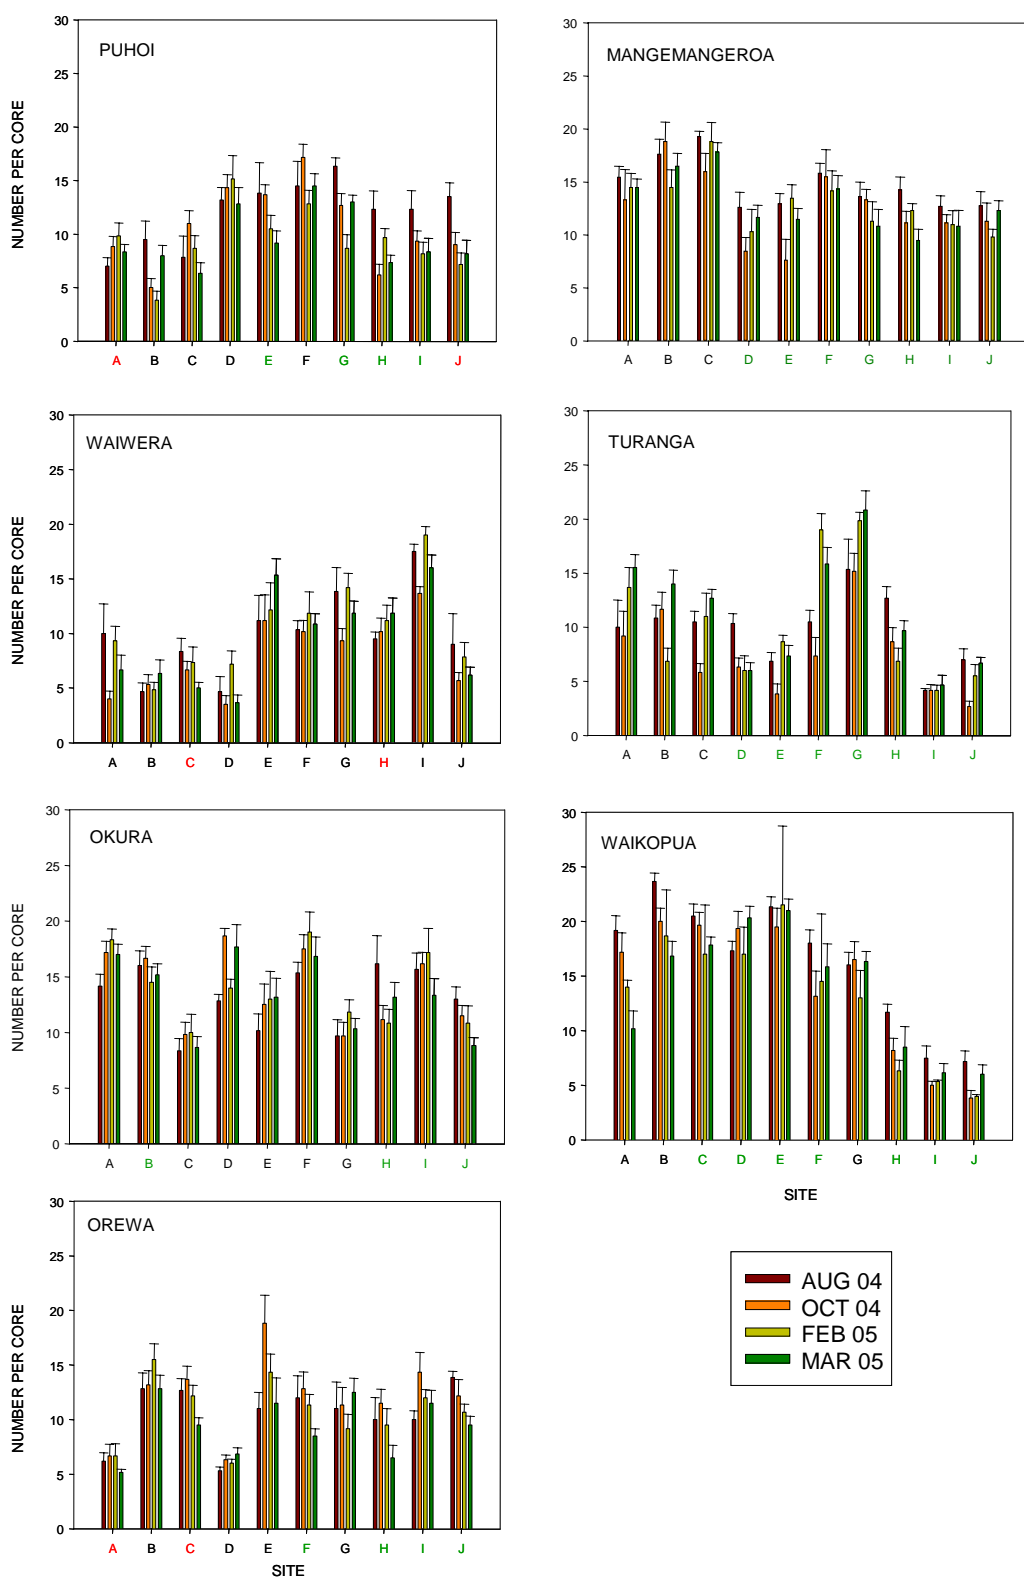 PUHOI
NUMBER PER CORE
30
25
20
15
10
5
0
A B C D E F G H I J
MANGEMANGEROA
30
25
20
15
10
5
0
A B C D E F G H I J
WAIWERA
NUMBER PER CORE
30
25
20
15
10
5
0
A B C D E F G H I J
TURANGA
30
25
20
15
10
5
0
A B C D E F G H I J
OKURA
NUMBER PER CORE
30
25
20
15
10
5
0
A B C D E F G H I J
WAIKOPUA
30
25
20
15
10
5
0
A B C D E F G H I J
SITE
OREWA
NUMBER PER CORE
30
25
20
15
10
5
0
A B C D E F G H I J
SITE
AUG 04
OCT 04
FEB 05
MAR 05